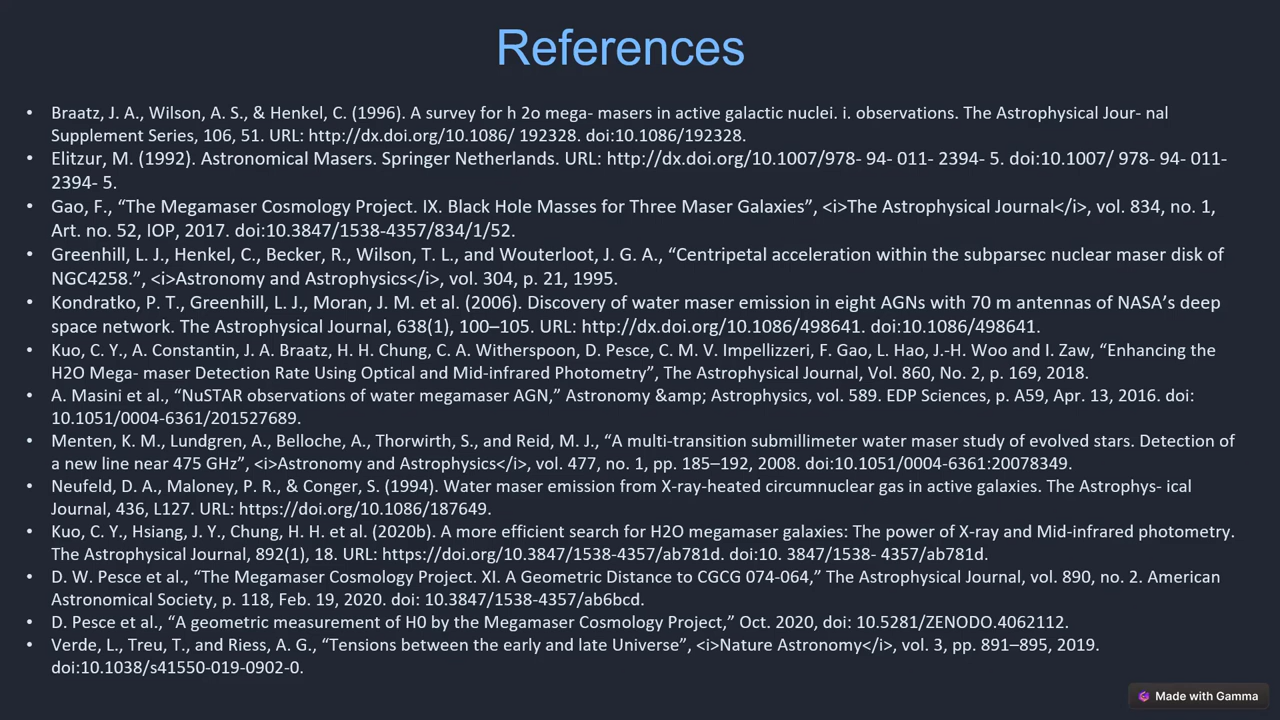 References
• Braatz, J. A., Wilson, A. S., & Henkel, C. (1996). A survey for h 2o mega- masers in active galactic nuclei. i. observations. The Astrophysical Jour- nal
Supplement Series, 106, 51. URL: http://dx.doi.org/10.1086/ 192328. doi:10.1086/192328.
• Elitzur, M. (1992). Astronomical Masers. Springer Netherlands. URL: http://dx.doi.org/10.1007/978- 94- 011- 2394- 5. doi:10.1007/ 978- 94- 011-
2394- 5.
• Gao, F., “The Megamaser Cosmology Project. IX. Black Hole Masses for Three Maser Galaxies”, <i>The Astrophysical Journal</i>, vol. 834, no. 1,
Art. no. 52, IOP, 2017. doi:10.3847/1538-4357/834/1/52.
• Greenhill, L. J., Henkel, C., Becker, R., Wilson, T. L., and Wouterloot, J. G. A., “Centripetal acceleration within the subparsec nuclear maser disk of
NGC4258.”, <i>Astronomy and Astrophysics</i>, vol. 304, p. 21, 1995.
• Kondratko, P. T., Greenhill, L. J., Moran, J. M. et al. (2006). Discovery of water maser emission in eight AGNs with 70 m antennas of NASA’s deep
space network. The Astrophysical Journal, 638(1), 100–105. URL: http://dx.doi.org/10.1086/498641. doi:10.1086/498641.
• Kuo, C. Y., A. Constantin, J. A. Braatz, H. H. Chung, C. A. Witherspoon, D. Pesce, C. M. V. Impellizzeri, F. Gao, L. Hao, J.-H. Woo and I. Zaw, “Enhancing the
H2O Mega- maser Detection Rate Using Optical and Mid-infrared Photometry”, The Astrophysical Journal, Vol. 860, No. 2, p. 169, 2018.
• A. Masini et al., “NuSTAR observations of water megamaser AGN,” Astronomy &amp; Astrophysics, vol. 589. EDP Sciences, p. A59, Apr. 13, 2016. doi:
10.1051/0004-6361/201527689.
• Menten, K. M., Lundgren, A., Belloche, A., Thorwirth, S., and Reid, M. J., “A multi-transition submillimeter water maser study of evolved stars. Detection of
a new line near 475 GHz”, <i>Astronomy and Astrophysics</i>, vol. 477, no. 1, pp. 185–192, 2008. doi:10.1051/0004-6361:20078349.
• Neufeld, D. A., Maloney, P. R., & Conger, S. (1994). Water maser emission from X-ray-heated circumnuclear gas in active galaxies. The Astrophys- ical
Journal, 436, L127. URL: https://doi.org/10.1086/187649.
• Kuo, C. Y., Hsiang, J. Y., Chung, H. H. et al. (2020b). A more efficient search for H2O megamaser galaxies: The power of X-ray and Mid-infrared photometry.
The Astrophysical Journal, 892(1), 18. URL: https://doi.org/10.3847/1538-4357/ab781d. doi:10. 3847/1538- 4357/ab781d.
• D. W. Pesce et al., “The Megamaser Cosmology Project. XI. A Geometric Distance to CGCG 074-064,” The Astrophysical Journal, vol. 890, no. 2. American
Astronomical Society, p. 118, Feb. 19, 2020. doi: 10.3847/1538-4357/ab6bcd.
• D. Pesce et al., “A geometric measurement of H0 by the Megamaser Cosmology Project,” Oct. 2020, doi: 10.5281/ZENODO.4062112.
• Verde, L., Treu, T., and Riess, A. G., “Tensions between the early and late Universe”, <i>Nature Astronomy</i>, vol. 3, pp. 891–895, 2019.
doi:10.1038/s41550-019-0902-0.
Made with Gamma